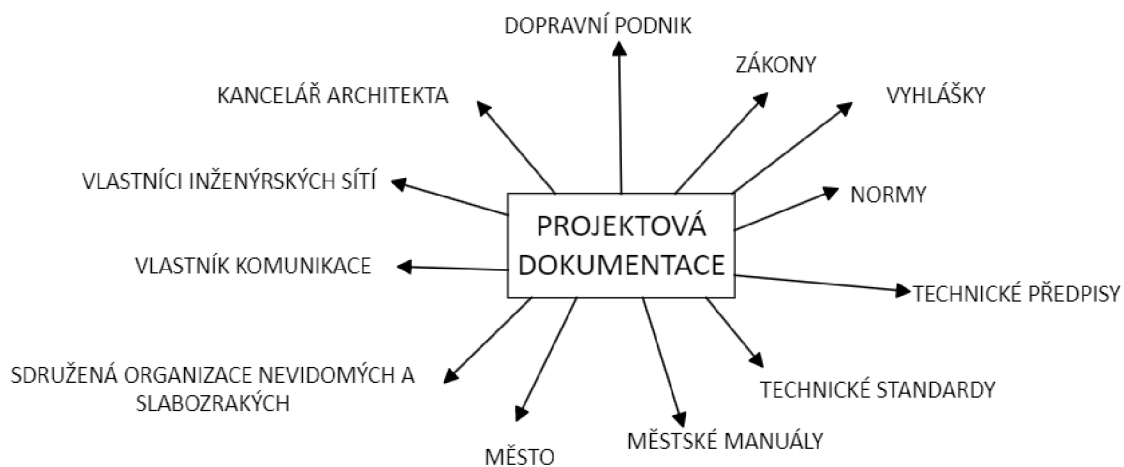 DOPRAVNÍ PODNIK
ZÁKONY
KANCELÁŘ ARCHITEKTA
VYHLÁŠKY
VLASTNÍCI INŽENÝRSKÝCH SÍTÍ
NORMY
PROJEKTOVÁ
DOKUMENTACE
VLASTNÍK KOMUNIKACE
TECHNICKÉ PŘEDPISY
SDRUŽENÁ ORGANIZACE NEVIDOMÝCH A
SLABOZRAKÝCH
TECHNICKÉ STANDARDY
MĚSTSKÉ MANUÁLY
MĚSTO